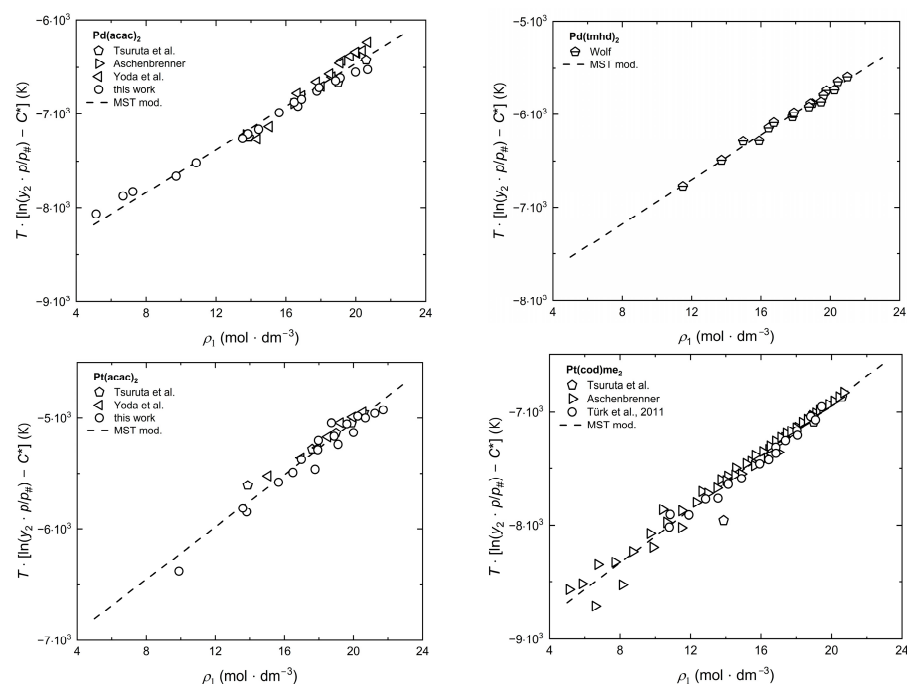 −6·10³
−7·10³
−8·10³
−9·10³
T · [ln(y₂ · p/p#) − C*] (K)
Pd(acac)₂
Tsuruta et al.
Aschenbrenner
Yoda et al.
this work
MST mod.
4 8 12 16 20 24
ρ₁ (mol · dm⁻³)
−5·10³
−6·10³
−7·10³
−8·10³
T · [ln(y₂ · p/p#) − C*] (K)
Pd(tmhd)₂
Wolf
MST mod.
4 8 12 16 20 24
ρ₁ (mol · dm⁻³)
−5·10³
−6·10³
−7·10³
T · [ln(y₂ · p/p#) − C*] (K)
Pt(acac)₂
Tsuruta et al.
Yoda et al.
this work
MST mod.
4 8 12 16 20 24
ρ₁ (mol · dm⁻³)
−7·10³
−8·10³
−9·10³
T · [ln(y₂ · p/p#) − C*] (K)
Pt(cod)me₂
Tsuruta et al.
Aschenbrenner
Türk et al., 2011
MST mod.
4 8 12 16 20 24
ρ₁ (mol · dm⁻³)